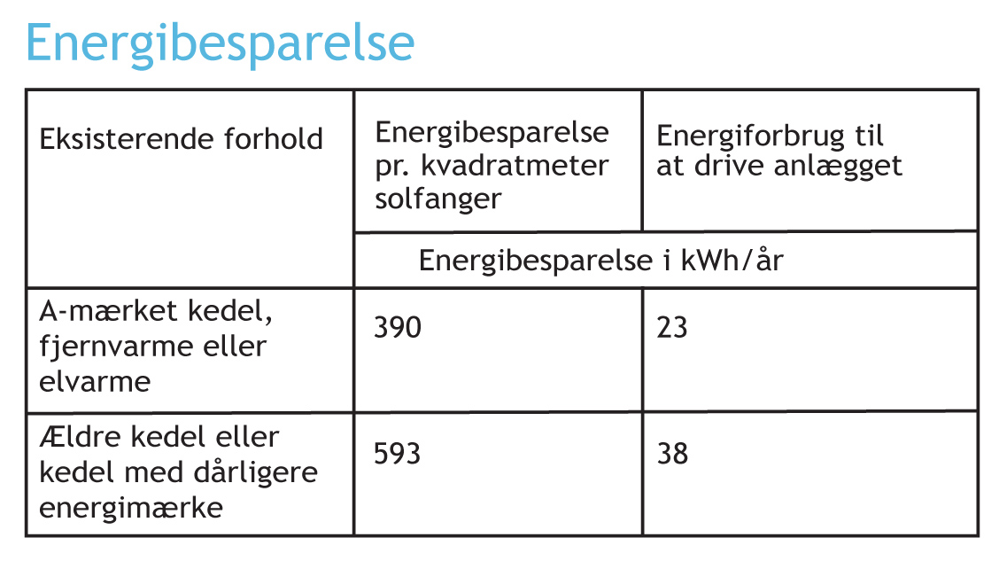 Energibesparelse
Eksisterende forhold
Energibesparelse
pr. kvadratmeter
solfanger
Energiforbrug til
at drive anlægget
Energibesparelse i kWh/år
A-mærket kedel,
fjernvarme eller
elvarme
390
23
Ældre kedel eller
kedel med dårligere
energimærke
593
38